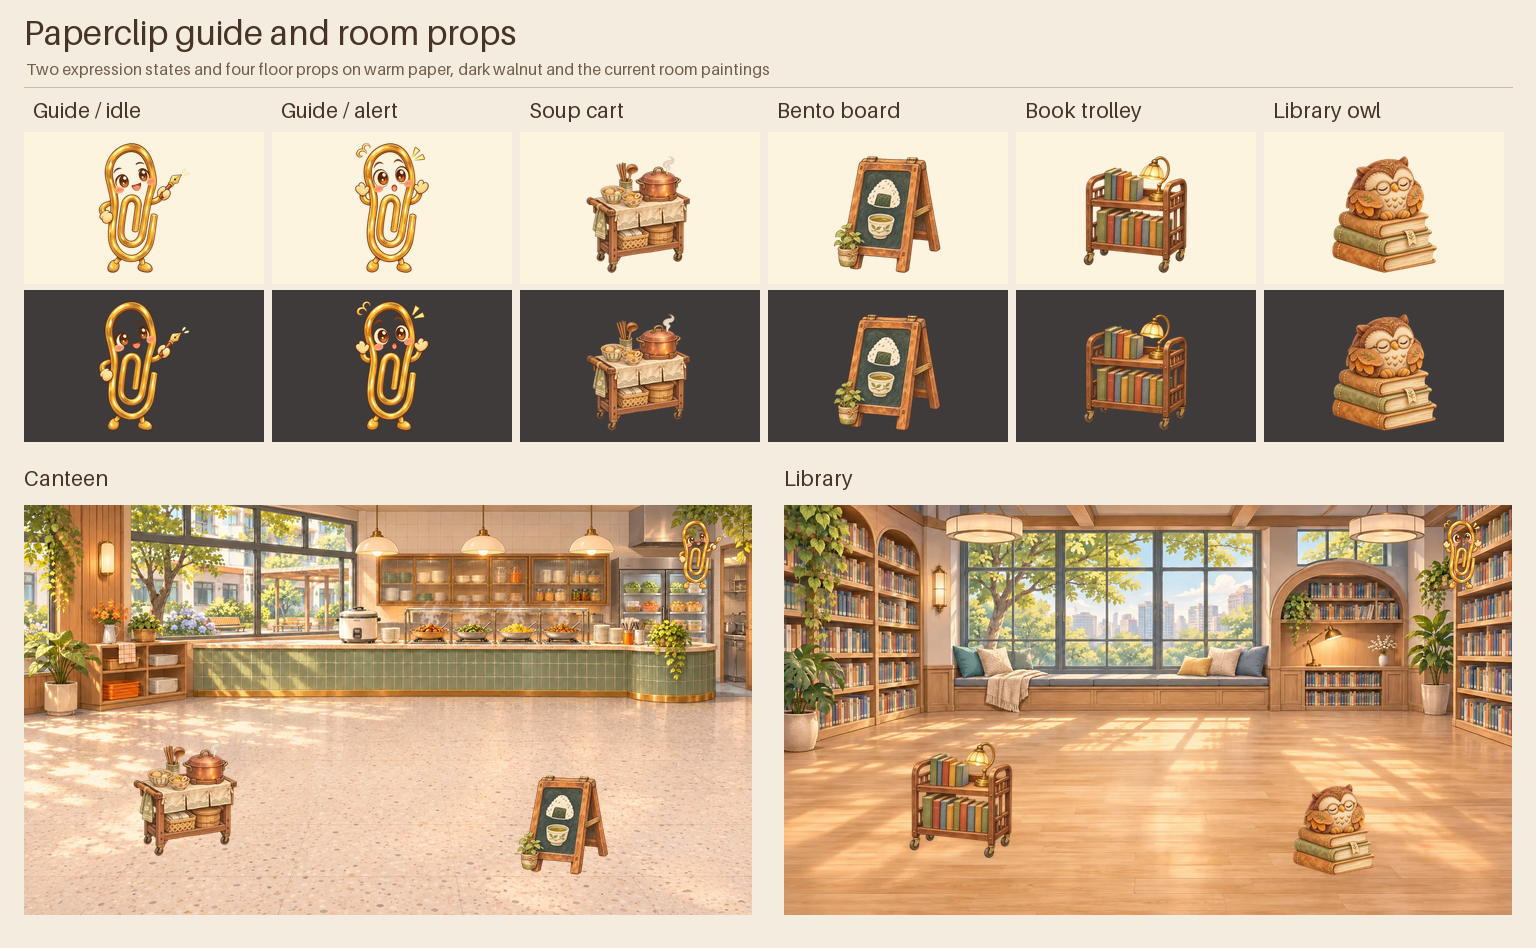 Paperclip guide and room props
Two expression states and four floor props on warm paper, dark walnut and the current room paintings
Guide / idle
Guide / alert
Soup cart
Bento board
Book trolley
Library owl
Canteen
Library